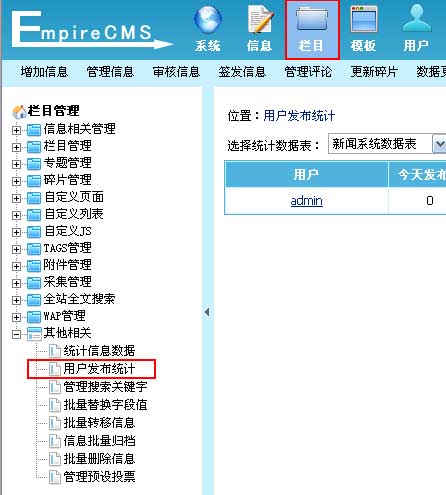 EmpireCMS
系统 信息 栏目 模板 用户
增加信息 管理信息 审核信息 签发信息 管理评论 更新碎片 数据更
栏目管理
信息相关管理
栏目管理
专题管理
碎片管理
自定义页面
自定义列表
自定义JS
TAGS管理
附件管理
采集管理
全站全文搜索
WAP管理
其他相关
统计信息数据
用户发布统计
管理搜索关键字
批量替换字段值
批量转移信息
信息批量归档
批量删除信息
管理预设投票
位置：用户发布统计
选择统计数据表： 新闻系统数据表
用户 今天发布
admin 0